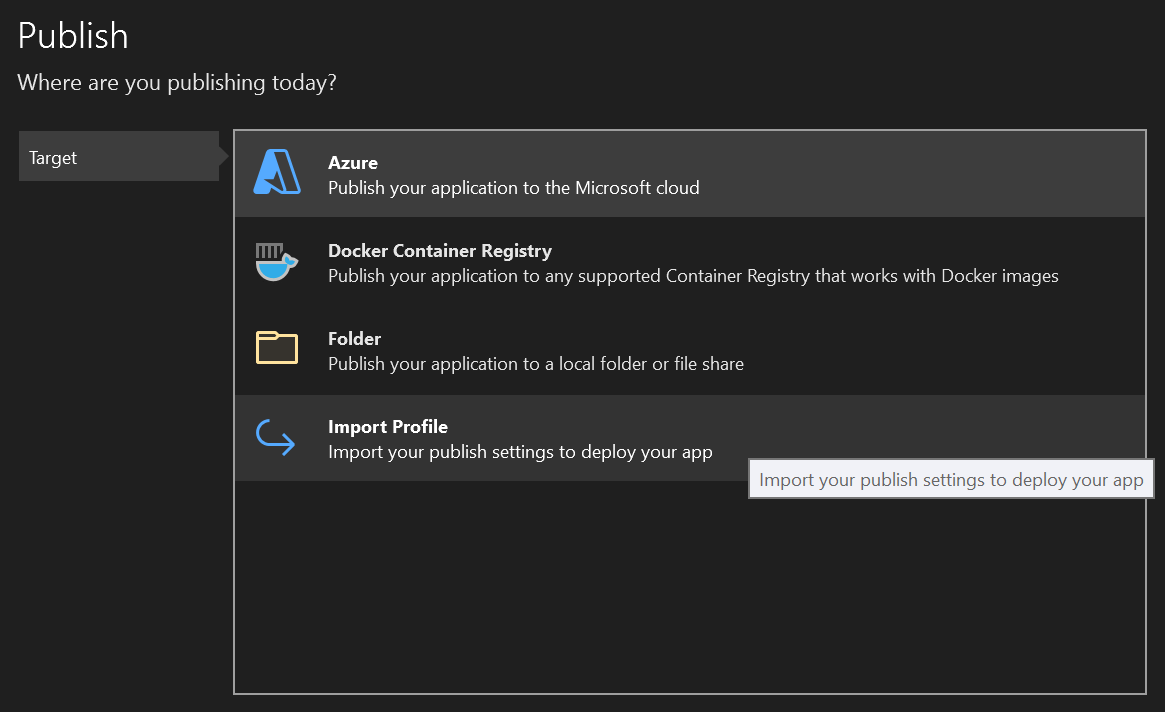 Publish
Where are you publishing today?
Target
Azure
Publish your application to the Microsoft cloud
Docker Container Registry
Publish your application to any supported Container Registry that works with Docker images
Folder
Publish your application to a local folder or file share
Import Profile
Import your publish settings to deploy your app
Import your publish settings to deploy your app